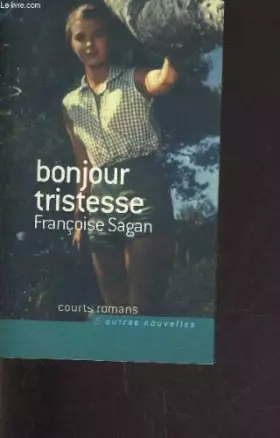 Le-livre.com
bonjour
tristesse
Françoise Sagan
courts romans
& autres nouvelles